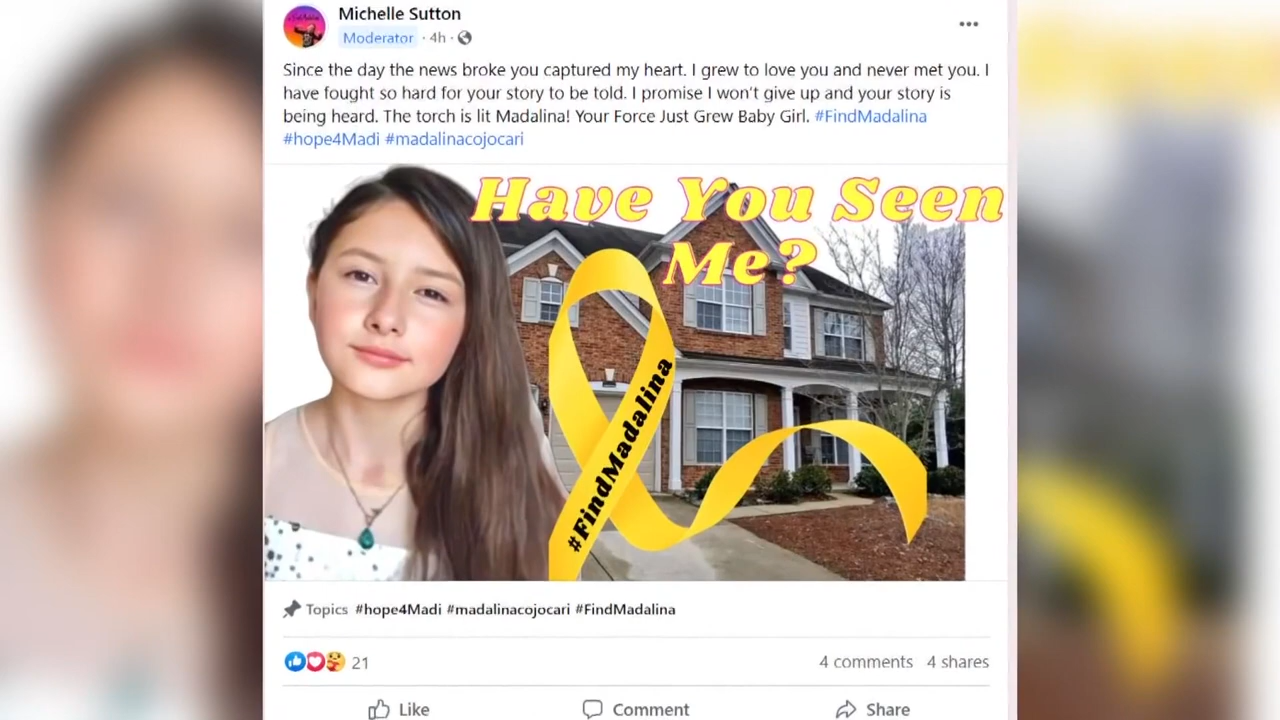 Michelle Sutton
Moderator · 4h ·
Since the day the news broke you captured my heart. I grew to love you and never met you. I
have fought so hard for your story to be told. I promise I won't give up and your story is
being heard. The torch is lit Madalina! Your Force Just Grew Baby Girl. #FindMadalina
#hope4Madi #madalinacojocari
Have You Seen
Me?
#FindMadalina
Topics #hope4Madi #madalinacojocari #FindMadalina
21
4 comments 4 shares
Like Comment Share